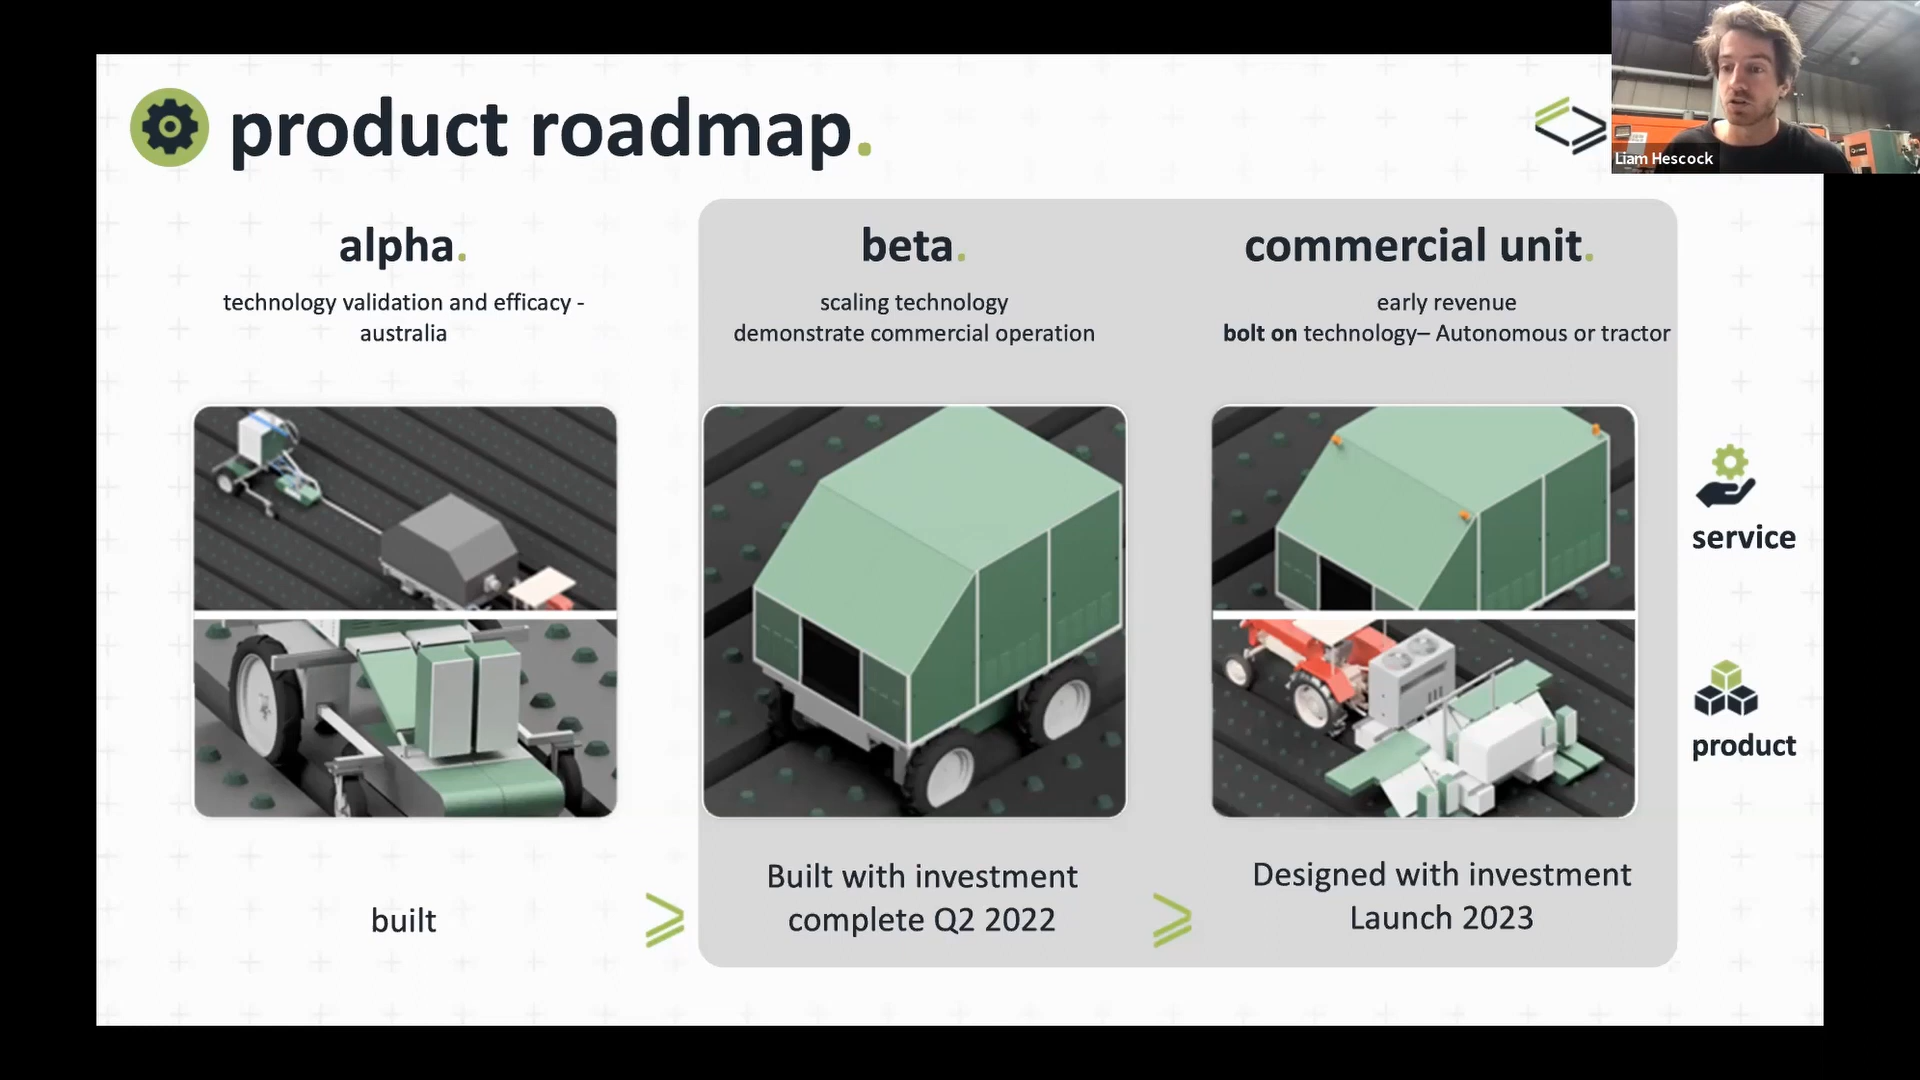 product roadmap.
Liam Hescock
alpha.
technology validation and efficacy -
australia
built
beta.
scaling technology
demonstrate commercial operation
Built with investment
complete Q2 2022
commercial unit.
early revenue
bolt on technology– Autonomous or tractor
Designed with investment
Launch 2023
service
product